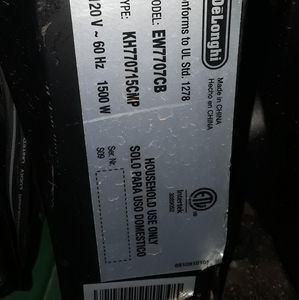 DeLonghi
Made in CHINA
Hecho en CHINA
Conforms to UL Std. 1278
MODEL: EW7707CB
TYPE: KH770715CMP
120 V ~ 60 Hz 1500 W
HOUSEHOLD USE ONLY
SOLO PARA USO DOMESTICO
Ser Nr.
Intertek